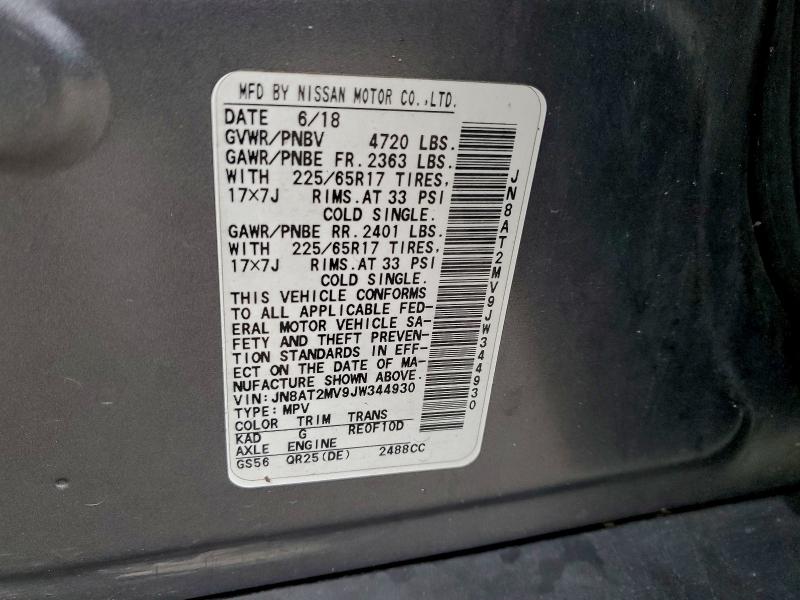 MFD BY NISSAN MOTOR CO.,LTD.
DATE 6/18
GVWR/PNBV 4720 LBS.
GAWR/PNBE FR. 2363 LBS.
WITH 225/65R17 TIRES,
17×7J RIMS.AT 33 PSI
COLD SINGLE.
GAWR/PNBE RR. 2401 LBS.
WITH 225/65R17 TIRES,
17×7J RIMS.AT 33 PSI
COLD SINGLE.
THIS VEHICLE CONFORMS
TO ALL APPLICABLE FED-
ERAL MOTOR VEHICLE SA-
FETY AND THEFT PREVEN-
TION STANDARDS IN EFF-
ECT ON THE DATE OF MA-
NUFACTURE SHOWN ABOVE.
VIN: JN8AT2MV9JW344930
TYPE: MPV
COLOR TRIM TRANS
KAD G RE0F10D
AXLE ENGINE
GS56 QR25(DE) 2488CC
JN8AT2MV9JW344930